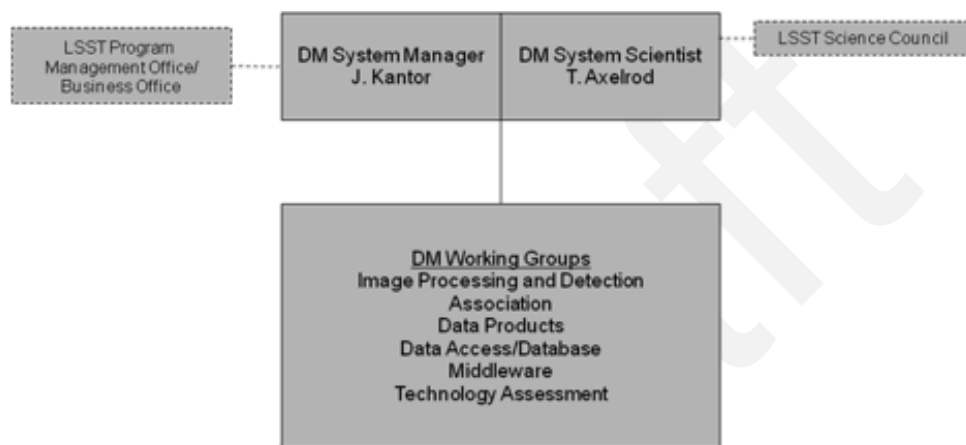 LSST Program
Management Office/
Business Office
DM System Manager
J. Kantor
DM System Scientist
T. Axelrod
LSST Science Council
DM Working Groups
Image Processing and Detection
Association
Data Products
Data Access/Database
Middleware
Technology Assessment